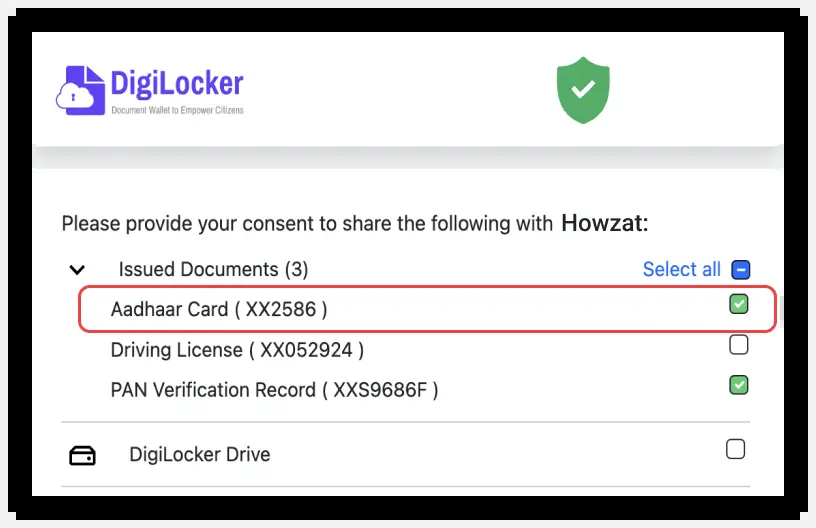 DigiLocker
Document Wallet to Empower Citizens
Please provide your consent to share the following with Howzat:
Issued Documents (3)
Select all
Aadhaar Card ( XX2586 )
Driving License ( XX052924 )
PAN Verification Record ( XXS9686F )
DigiLocker Drive